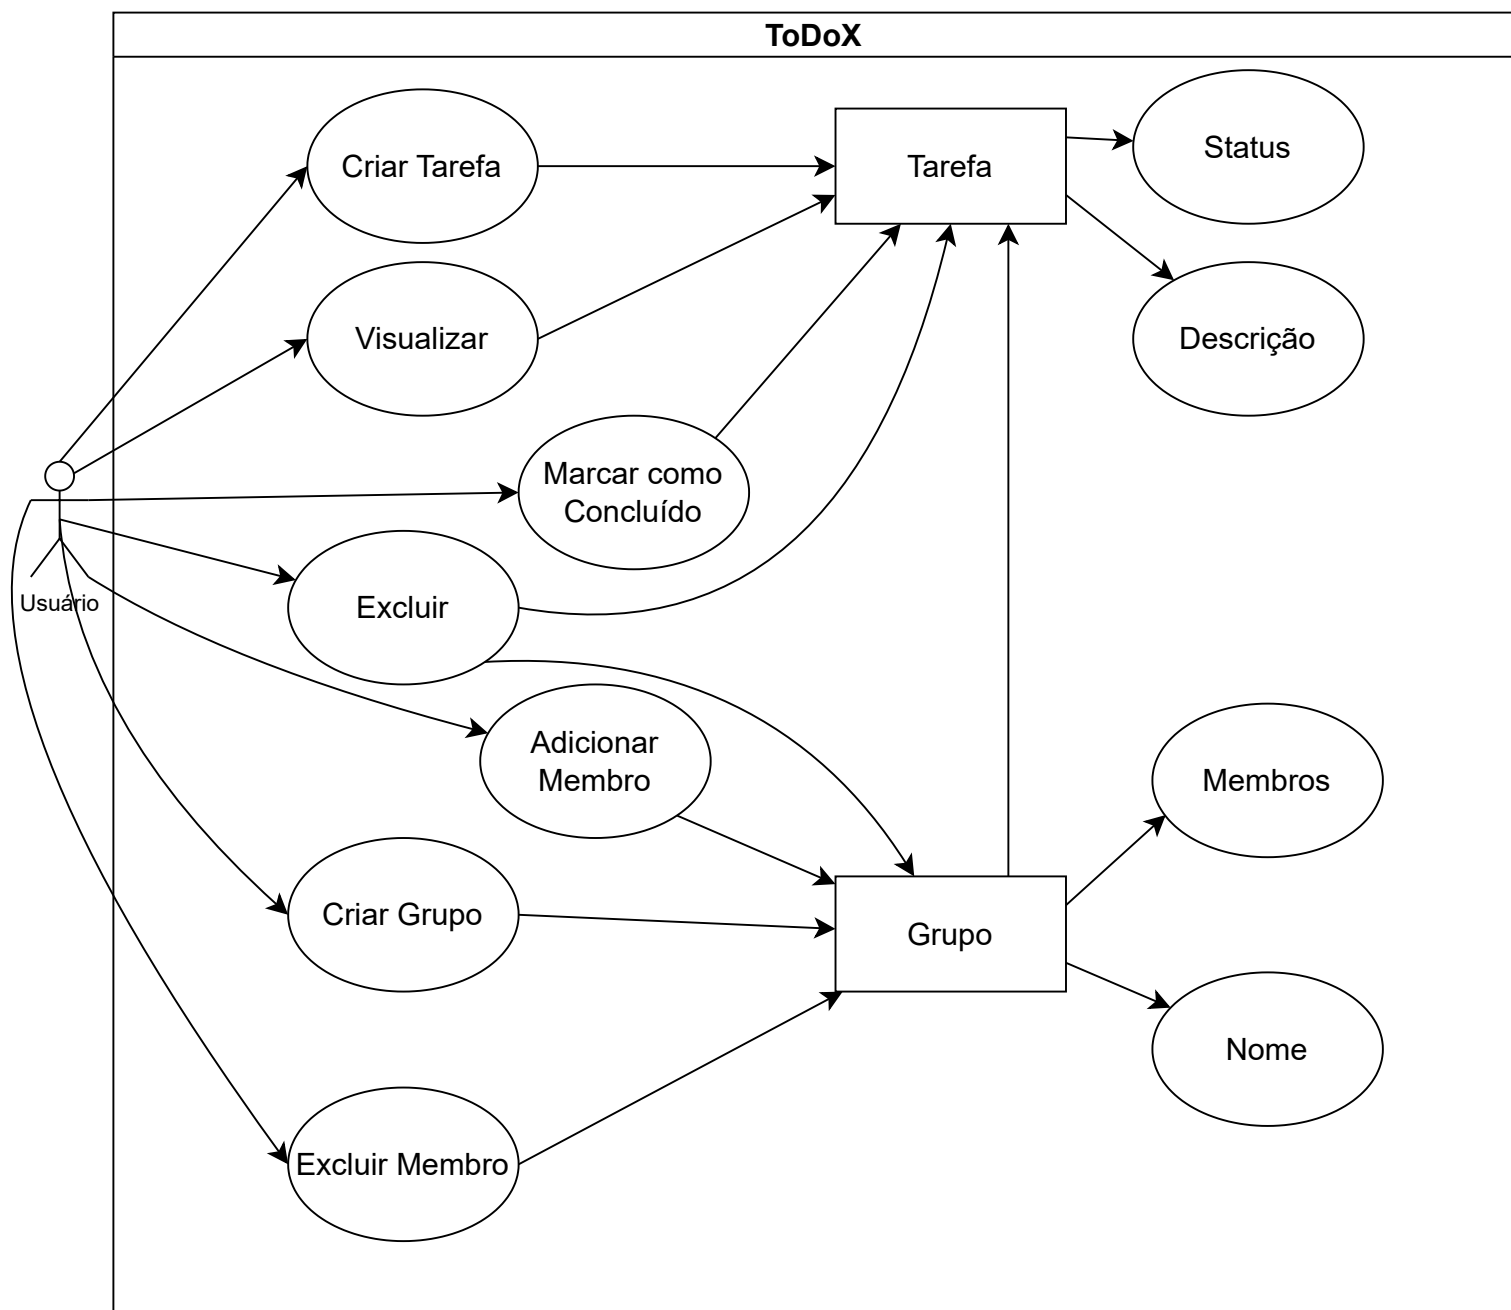 ToDoX
Criar Tarefa
Tarefa
Status
Visualizar
Descrição
Marcar como
Concluído
Usuário
Excluir
Adicionar
Membro
Membros
Criar Grupo
Grupo
Nome
Excluir Membro